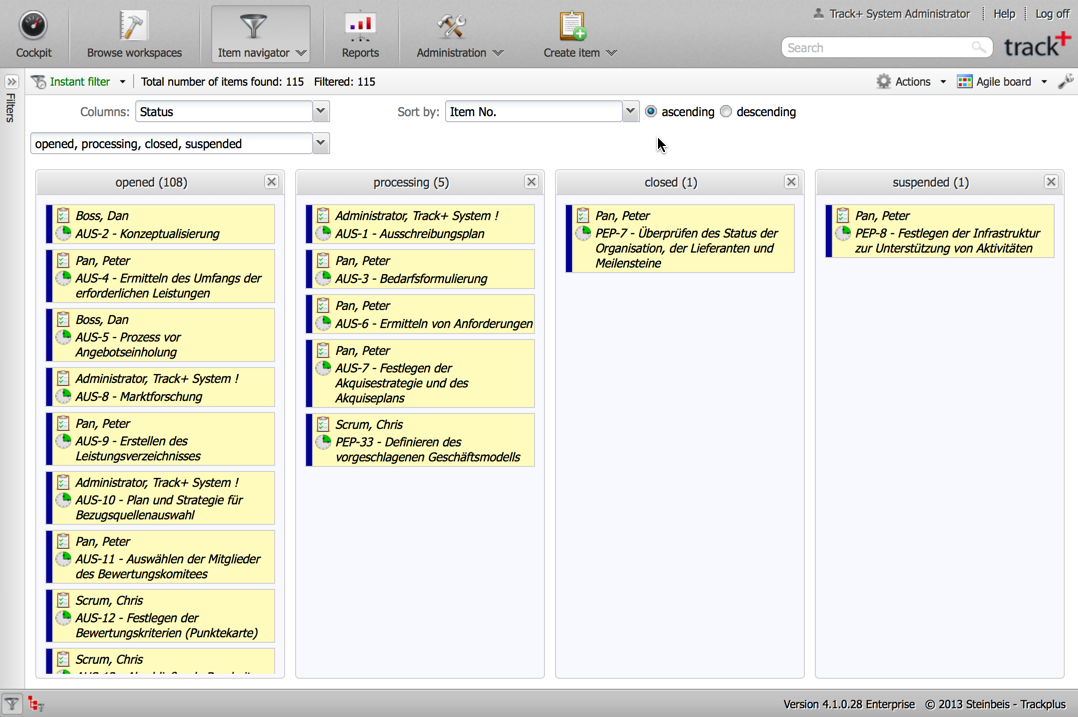 Track+ System Administrator Help Log off
Cockpit Browse workspaces Item navigator Reports Administration Create item
Search
track+
Instant filter Total number of items found: 115 Filtered: 115 Actions Agile board
Filters
Columns: Status Sort by: Item No. ascending descending
opened, processing, closed, suspended
opened (108)
Boss, Dan
AUS-2 - Konzeptualisierung
Pan, Peter
AUS-4 - Ermitteln des Umfangs der
erforderlichen Leistungen
Boss, Dan
AUS-5 - Prozess vor
Angebotseinholung
Administrator, Track+ System !
AUS-8 - Marktforschung
Pan, Peter
AUS-9 - Erstellen des
Leistungsverzeichnisses
Administrator, Track+ System !
AUS-10 - Plan und Strategie für
Bezugsquellenauswahl
Pan, Peter
AUS-11 - Auswählen der Mitglieder
des Bewertungskomitees
Scrum, Chris
AUS-12 - Festlegen der
Bewertungskriterien (Punktekarte)
Scrum, Chris
processing (5)
Administrator, Track+ System !
AUS-1 - Ausschreibungsplan
Pan, Peter
AUS-3 - Bedarfsformulierung
Pan, Peter
AUS-6 - Ermitteln von Anforderungen
Pan, Peter
AUS-7 - Festlegen der
Akquisestrategie und des
Akquiseplans
Scrum, Chris
PEP-33 - Definieren des
vorgeschlagenen Geschäftsmodells
closed (1)
Pan, Peter
PEP-7 - Überprüfen des Status der
Organisation, der Lieferanten und
Meilensteine
suspended (1)
Pan, Peter
PEP-8 - Festlegen der Infrastruktur
zur Unterstützung von Aktivitäten
Version 4.1.0.28 Enterprise © 2013 Steinbeis - Trackplus